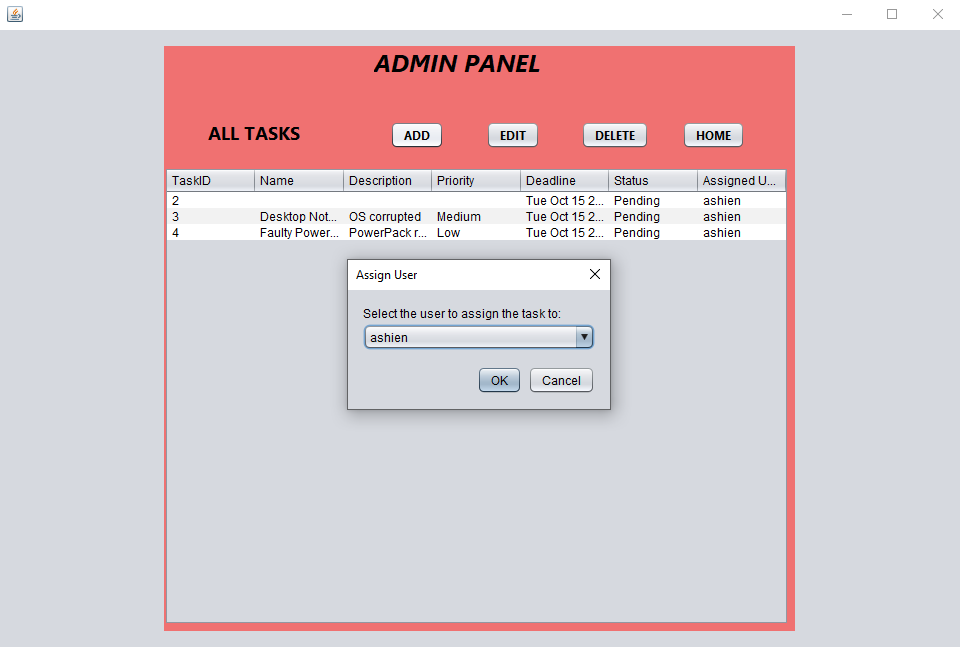 ADMIN PANEL
ALL TASKS ADD EDIT DELETE HOME
TaskID Name Description Priority Deadline Status Assigned U...
2 Tue Oct 15 2... Pending ashien
3 Desktop Not... OS corrupted Medium Tue Oct 15 2... Pending ashien
4 Faulty Power... PowerPack r... Low Tue Oct 15 2... Pending ashien
Assign User
Select the user to assign the task to:
ashien
OK Cancel